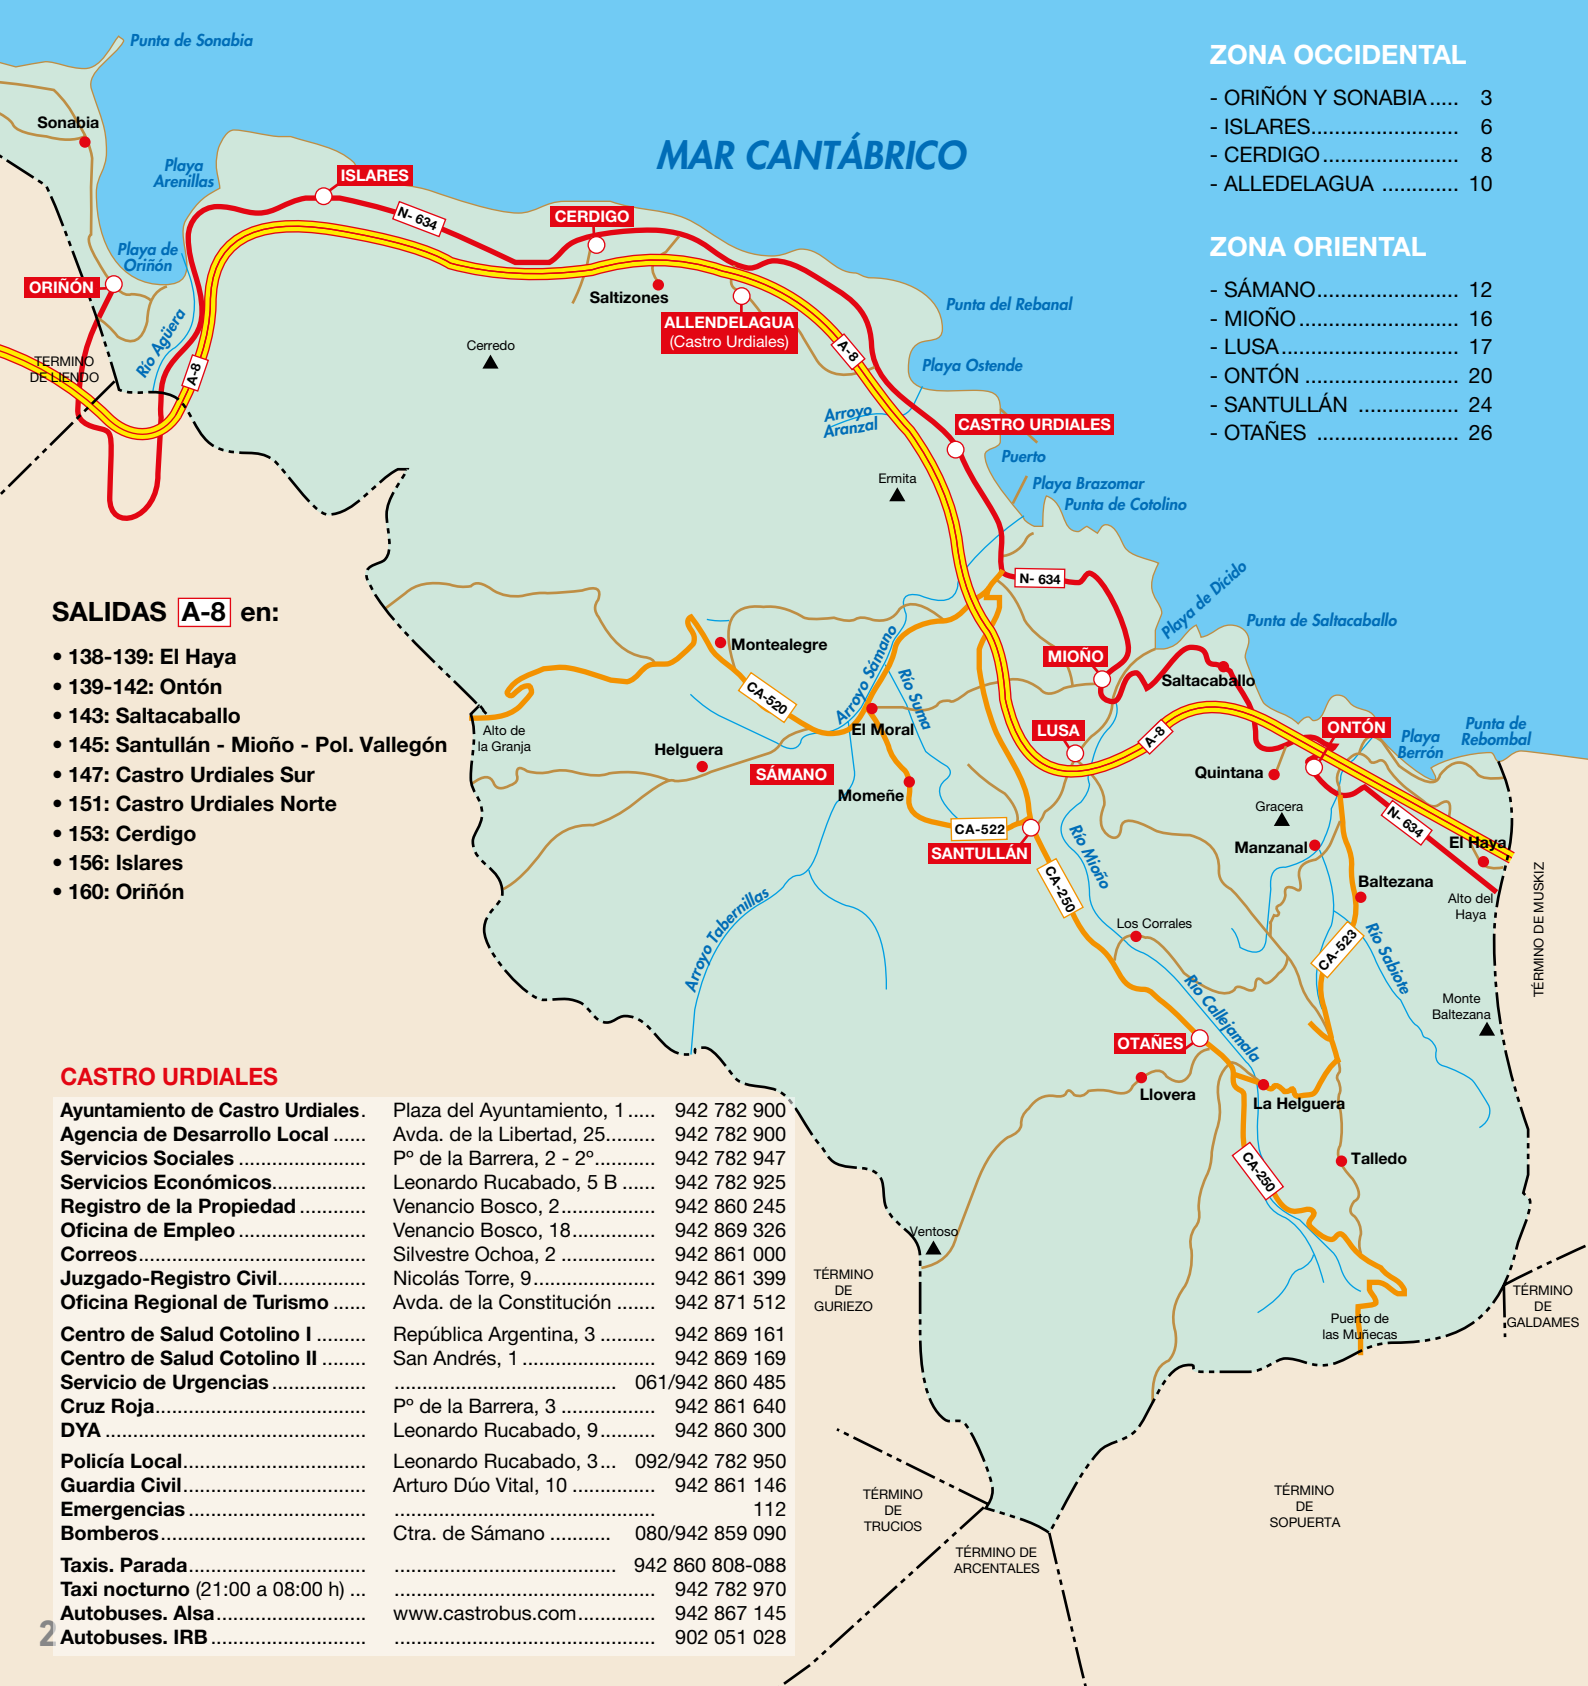 Punta de Sonabia
Sonabia
Playa
Arenillas
ISLARES
N- 634
MAR CANTÁBRICO
CERDIGO
Playa de
Oriñón
ORIÑÓN
Río Agüera
TERMINO
DE LIENDO
A-8
Saltizones
ALLENDELAGUA
(Castro Urdiales)
Cerredo
A-8
Punta del Rebanal
Playa Ostende
Arroyo
Aranzal
CASTRO URDIALES
Puerto
Ermita
Playa Brazomar
Punta de Cotolino
ZONA OCCIDENTAL
- ORIÑÓN Y SONABIA ..... 3
- ISLARES......................... 6
- CERDIGO ....................... 8
- ALLEDELAGUA ............. 10
ZONA ORIENTAL
- SÁMANO........................ 12
- MIOÑO ........................... 16
- LUSA .............................. 17
- ONTÓN .......................... 20
- SANTULLÁN ................. 24
- OTAÑES ........................ 26
SALIDAS A-8 en:
• 138-139: El Haya
• 139-142: Ontón
• 143: Saltacaballo
• 145: Santullán - Mioño - Pol. Vallegón
• 147: Castro Urdiales Sur
• 151: Castro Urdiales Norte
• 153: Cerdigo
• 156: Islares
• 160: Oriñón
N- 634
Playa de Dícido
Punta de Saltacaballo
Montealegre
CA-520
Arroyo Sámano
Río Suma
MIOÑO
Saltacaballo
Alto de
la Granja
El Moral
LUSA
A-8
ONTÓN
Playa
Berrón
Punta de
Rebombal
Helguera
SÁMANO
Momeñe
Quintana
Gracera
CA-522
SANTULLÁN
Río Mioño
Manzanal
N- 634
El Haya
CA-250
Baltezana
Alto del
Haya
TÉRMINO DE MUSKIZ
Arroyo Tabernillas
Los Corrales
CA-523
Río Sabiote
Río Callejamala
Monte
Baltezana
OTAÑES
Llovera
La Helguera
Talledo
CA-250
Ventoso
Puerto de
las Muñecas
TÉRMINO
DE
GURIEZO
TÉRMINO
DE
GALDAMES
TÉRMINO
DE
TRUCIOS
TÉRMINO DE
ARCENTALES
TÉRMINO
DE
SOPUERTA
CASTRO URDIALES
Ayuntamiento de Castro Urdiales. Plaza del Ayuntamiento, 1 ..... 942 782 900
Agencia de Desarrollo Local ...... Avda. de la Libertad, 25......... 942 782 900
Servicios Sociales ....................... Pº de la Barrera, 2 - 2º........... 942 782 947
Servicios Económicos................. Leonardo Rucabado, 5 B ...... 942 782 925
Registro de la Propiedad ............ Venancio Bosco, 2................. 942 860 245
Oficina de Empleo ....................... Venancio Bosco, 18............... 942 869 326
Correos......................................... Silvestre Ochoa, 2 ................. 942 861 000
Juzgado-Registro Civil................ Nicolás Torre, 9...................... 942 861 399
Oficina Regional de Turismo ...... Avda. de la Constitución ....... 942 871 512
Centro de Salud Cotolino I ......... República Argentina, 3 .......... 942 869 161
Centro de Salud Cotolino II ........ San Andrés, 1 ........................ 942 869 169
Servicio de Urgencias ................. ........................................ 061/942 860 485
Cruz Roja...................................... Pº de la Barrera, 3 ................. 942 861 640
DYA ............................................... Leonardo Rucabado, 9.......... 942 860 300
Policía Local................................. Leonardo Rucabado, 3 ... 092/942 782 950
Guardia Civil................................. Arturo Dúo Vital, 10 ............... 942 861 146
Emergencias ................................ ............................................... 112
Bomberos..................................... Ctra. de Sámano ........... 080/942 859 090
Taxis. Parada................................ ........................................ 942 860 808-088
Taxi nocturno (21:00 a 08:00 h) ... ............................................... 942 782 970
Autobuses. Alsa ........................... www.castrobus.com.............. 942 867 145
Autobuses. IRB ............................ ............................................... 902 051 028
2